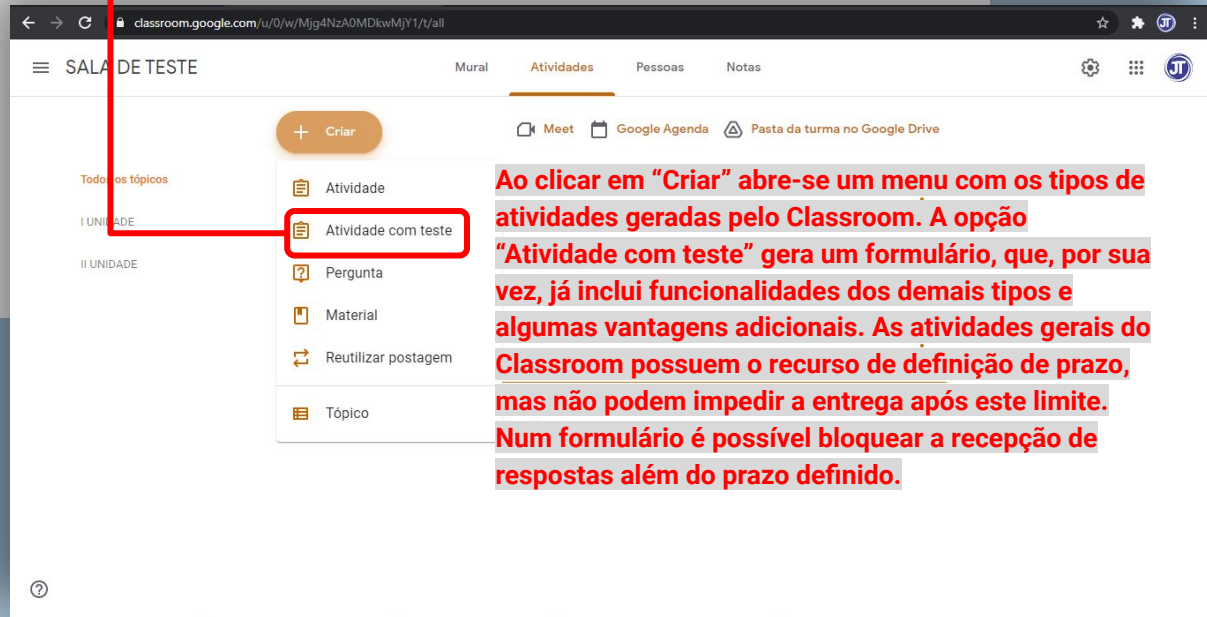 classroom.google.com/u/0/w/Mjg4NzA0MDkwMjY1/t/all
JT
SALA DE TESTE
Mural
Atividades
Pessoas
Notas
JT
Criar
Meet
Google Agenda
Pasta da turma no Google Drive
Todos os tópicos
I UNIDADE
II UNIDADE
Atividade
Atividade com teste
Pergunta
Material
Reutilizar postagem
Tópico
Ao clicar em “Criar” abre-se um menu com os tipos de
atividades geradas pelo Classroom. A opção
“Atividade com teste” gera um formulário, que, por sua
vez, já inclui funcionalidades dos demais tipos e
algumas vantagens adicionais. As atividades gerais do
Classroom possuem o recurso de definição de prazo,
mas não podem impedir a entrega após este limite.
Num formulário é possível bloquear a recepção de
respostas além do prazo definido.